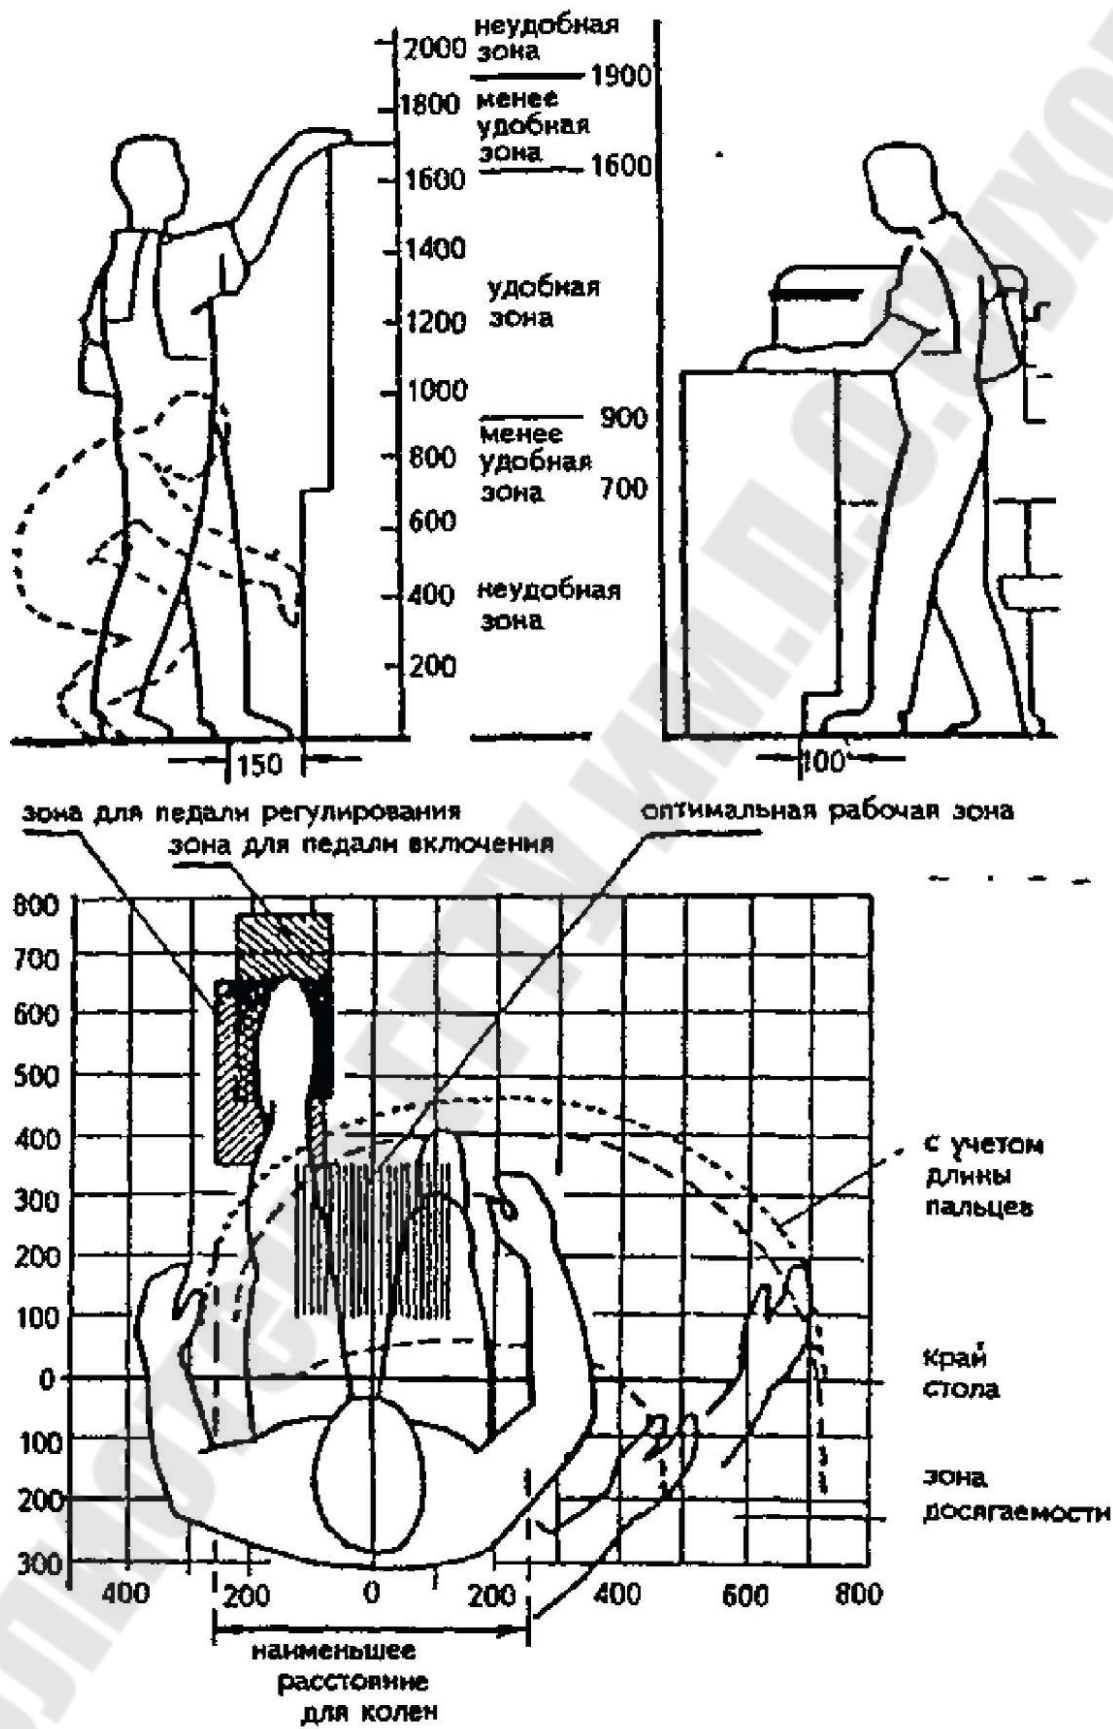 неудобная
зона
2000
1900
1800
менее
удобная
зона
1600
1600
1400
удобная
зона
1200
1000
900
менее
удобная
зона
800
700
600
400
неудобная
зона
200
150
100
зона для педали регулирования
зона для педали включения
оптимальная рабочая зона
800
700
600
500
400
300
200
100
0
100
200
300
400
200
0
200
400
600
800
с учетом
длины
пальцев
край
стола
зона
досягаемости
наименьшее
расстояние
для колен